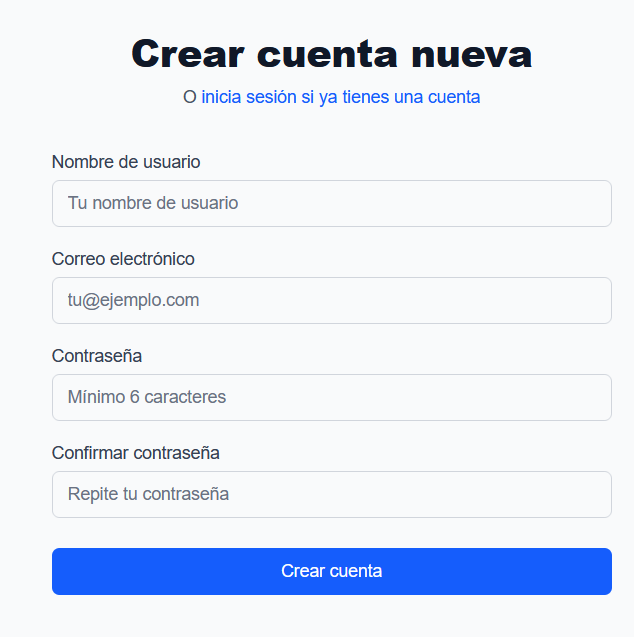 Crear cuenta nueva
O inicia sesión si ya tienes una cuenta
Nombre de usuario
Tu nombre de usuario
Correo electrónico
tu@ejemplo.com
Contraseña
Mínimo 6 caracteres
Confirmar contraseña
Repite tu contraseña
Crear cuenta